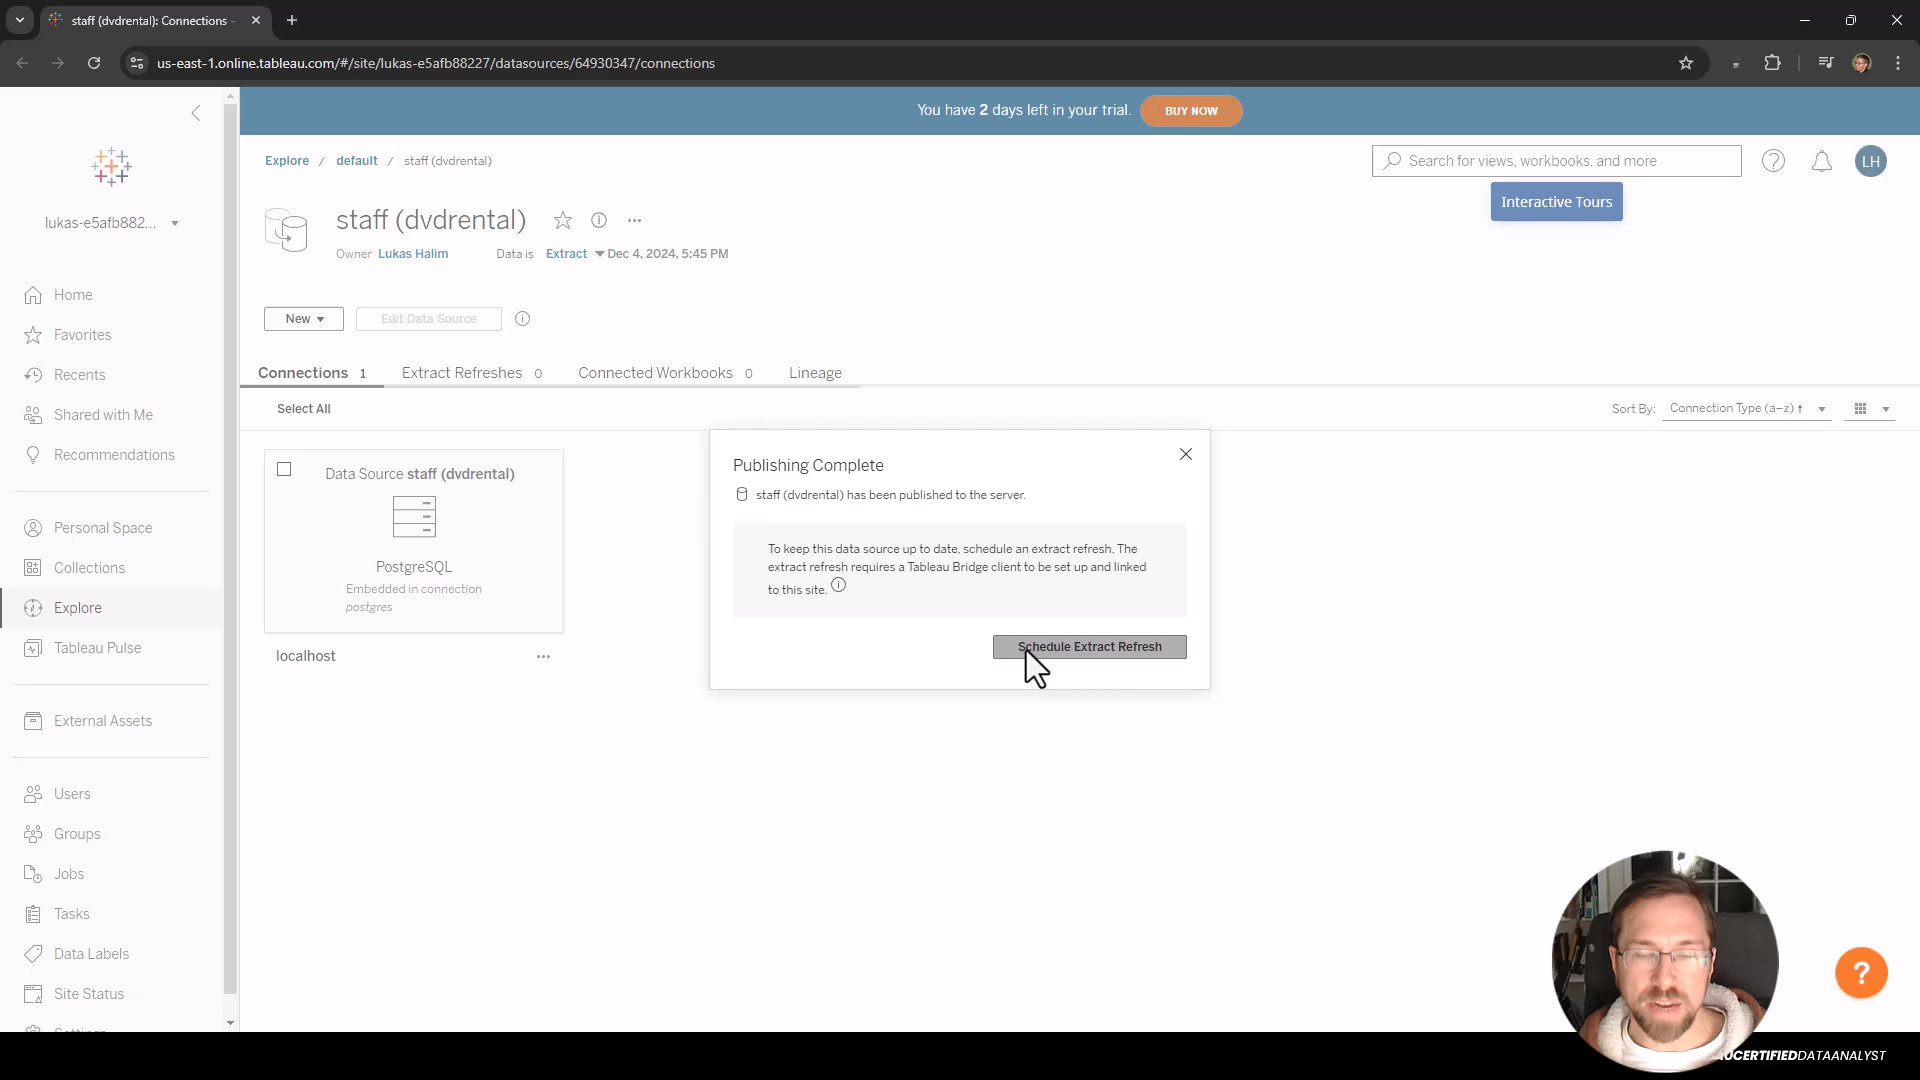 staff (dvdrental): Connections -
us-east-1.online.tableau.com/#/site/lukas-e5afb88227/datasources/64930347/connections
You have 2 days left in your trial. BUY NOW
Explore / default / staff (dvdrental)
Search for views, workbooks, and more
LH
Interactive Tours
lukas-e5afb882...
staff (dvdrental)
Owner Lukas Halim Data is Extract Dec 4, 2024, 5:45 PM
New
Edit Data Source
Home
Favorites
Recents
Shared with Me
Recommendations
Personal Space
Collections
Explore
Tableau Pulse
External Assets
Users
Groups
Jobs
Tasks
Data Labels
Site Status
Settings
Connections 1
Extract Refreshes 0
Connected Workbooks 0
Lineage
Select All
Sort By: Connection Type (a–z) ↑
Data Source staff (dvdrental)
PostgreSQL
Embedded in connection
postgres
localhost
Publishing Complete
staff (dvdrental) has been published to the server.
To keep this data source up to date, schedule an extract refresh. The
extract refresh requires a Tableau Bridge client to be set up and linked
to this site.
Schedule Extract Refresh
?
UCERTIFIEDDATAANALYST